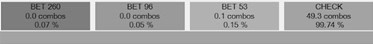 BET 260 BET 96 BET 53 CHECK
0.0 combos 0.0 combos 0.1 combos 49.3 combos
0.07 % 0.05 % 0.15 % 99.74 %